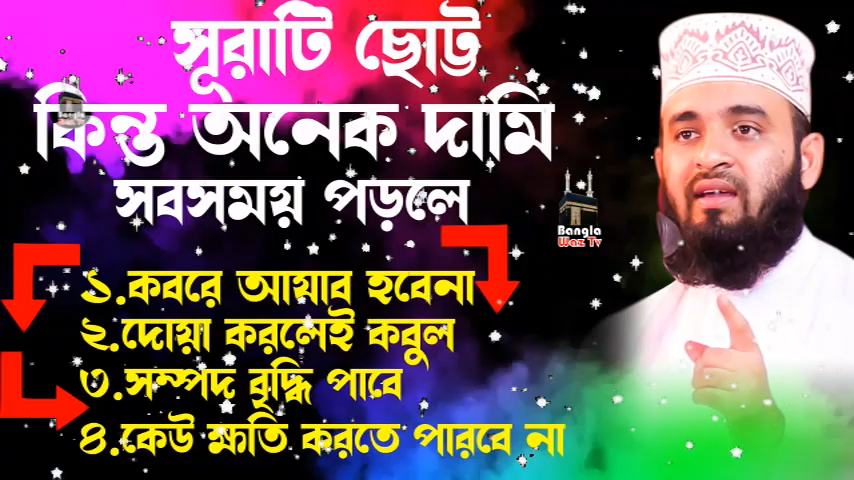 সূরাটি ছোট্ট
কিন্ত অনেক দামি
সবসময় পড়লে
Bangla
Waz Tv
১.কবরে আযাব হবেনা
২.দোয়া করলেই কবুল
৩.সম্পদ বৃদ্ধি পাবে
৪.কেউ ক্ষতি করতে পারবে না